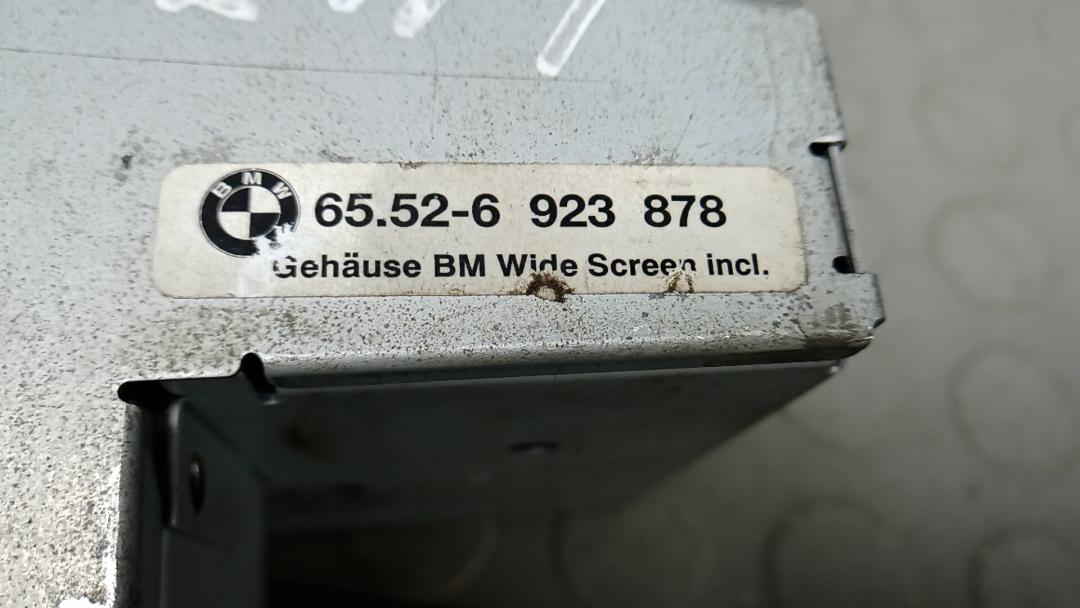 BMW
65.52-6 923 878
Gehäuse BM Wide Screen incl.